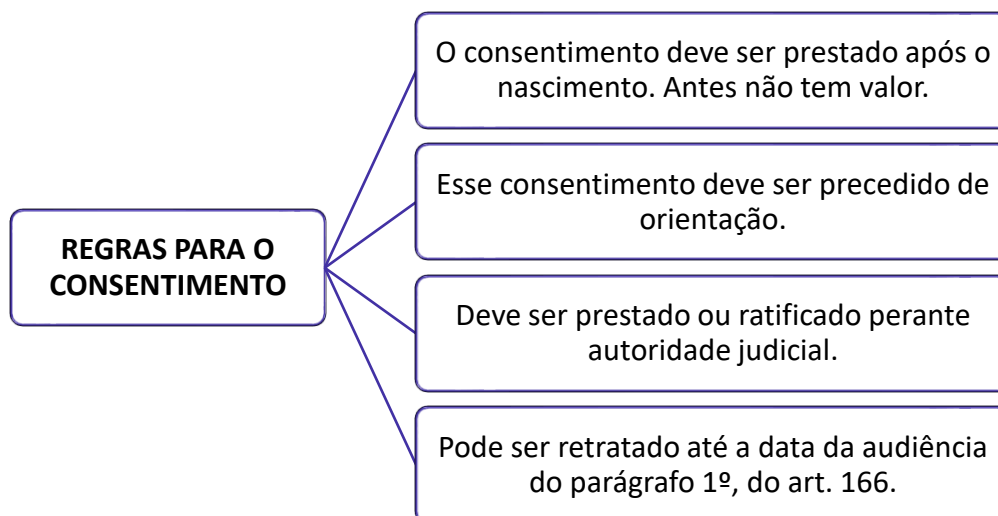 O consentimento deve ser prestado após o
nascimento. Antes não tem valor.
Esse consentimento deve ser precedido de
orientação.
REGRAS PARA O
CONSENTIMENTO
Deve ser prestado ou ratificado perante
autoridade judicial.
Pode ser retratado até a data da audiência
do parágrafo 1º, do art. 166.